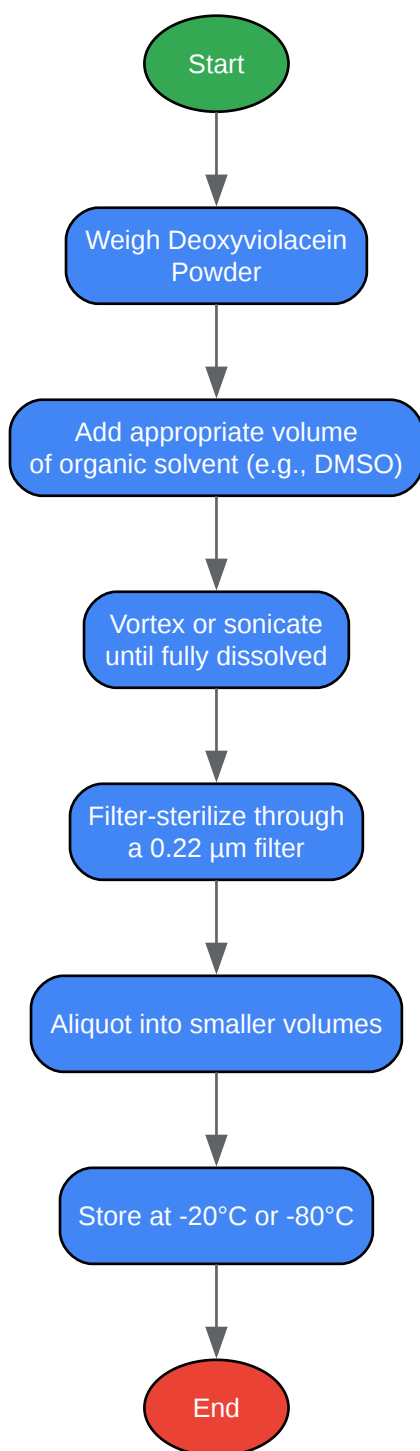 Start
Weigh Deoxyviolacein
Powder
Add appropriate volume
of organic solvent (e.g., DMSO)
Vortex or sonicate
until fully dissolved
Filter-sterilize through
a 0.22 µm filter
Aliquot into smaller volumes
Store at -20°C or -80°C
End